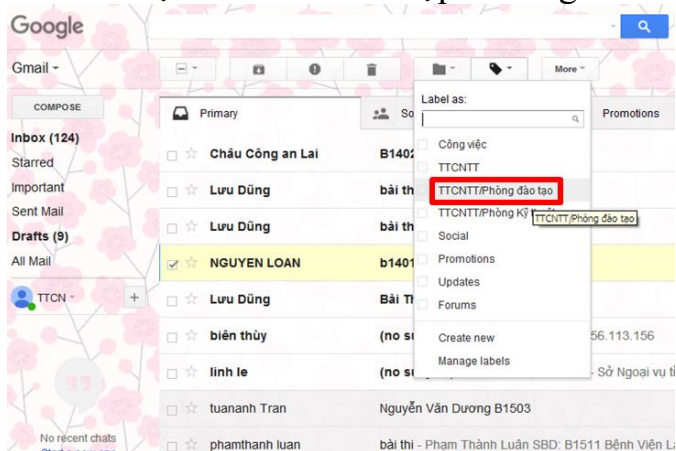 Google
Gmail
More
COMPOSE
Primary
Label as:
Promotions
Inbox (124)
Starred
Important
Sent Mail
Drafts (9)
All Mail
TTCN
Công việc
TTCNTT
TTCNTT/Phòng đào tạo
TTCNTT/Phòng Kỹ
TTCNTT/Phòng đào tạo
Social
Promotions
Updates
Forums
Create new
Manage labels
Châu Công an Lai B1402
Lưu Dũng bài th
Lưu Dũng bài th
NGUYEN LOAN b1401
Lưu Dũng Bài Th
biên thùy (no su 56.113.156
linh le (no su - Sở Ngoại vụ tỉ
tuananh Tran Nguyễn Văn Dương B1503
phamthanh luan bài thi - Phạm Thành Luân SBD: B1511 Bệnh Viện La
No recent chats